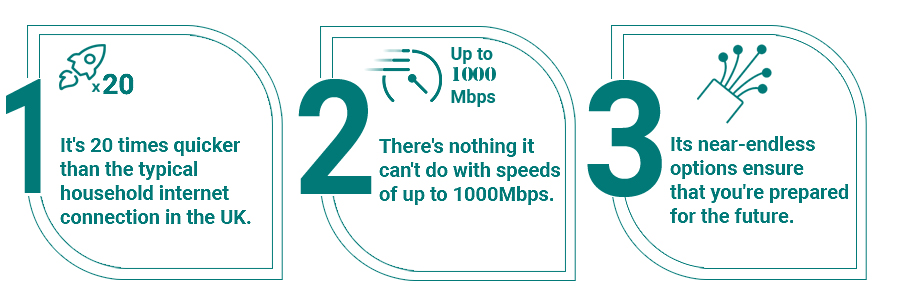 1
x20
It's 20 times quicker
than the typical
household internet
connection in the UK.
2
Up to
1000
Mbps
There's nothing it
can't do with speeds
of up to 1000Mbps.
3
Its near-endless
options ensure
that you're prepared
for the future.